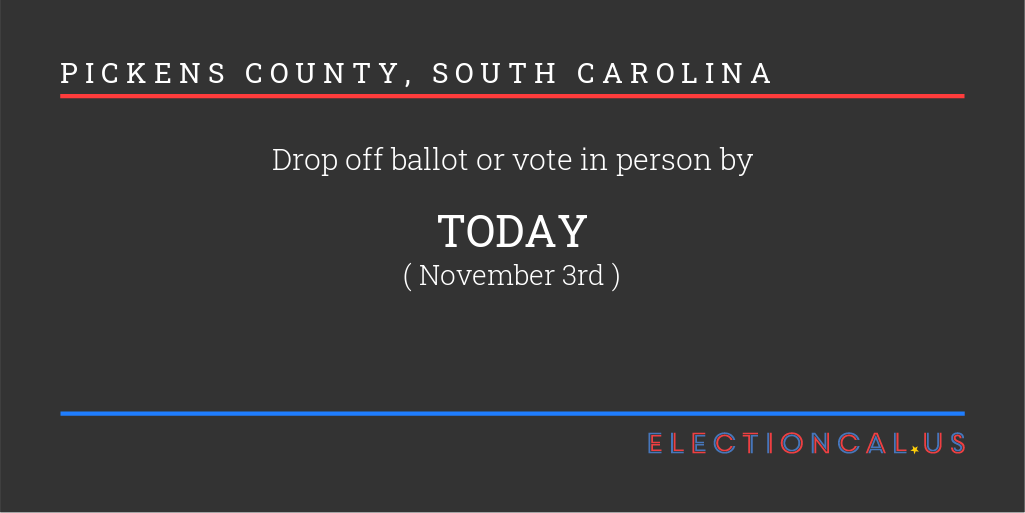 PICKENS COUNTY, SOUTH CAROLINA
Drop off ballot or vote in person by
TODAY
( November 3rd )
ELECTIONCAL.US